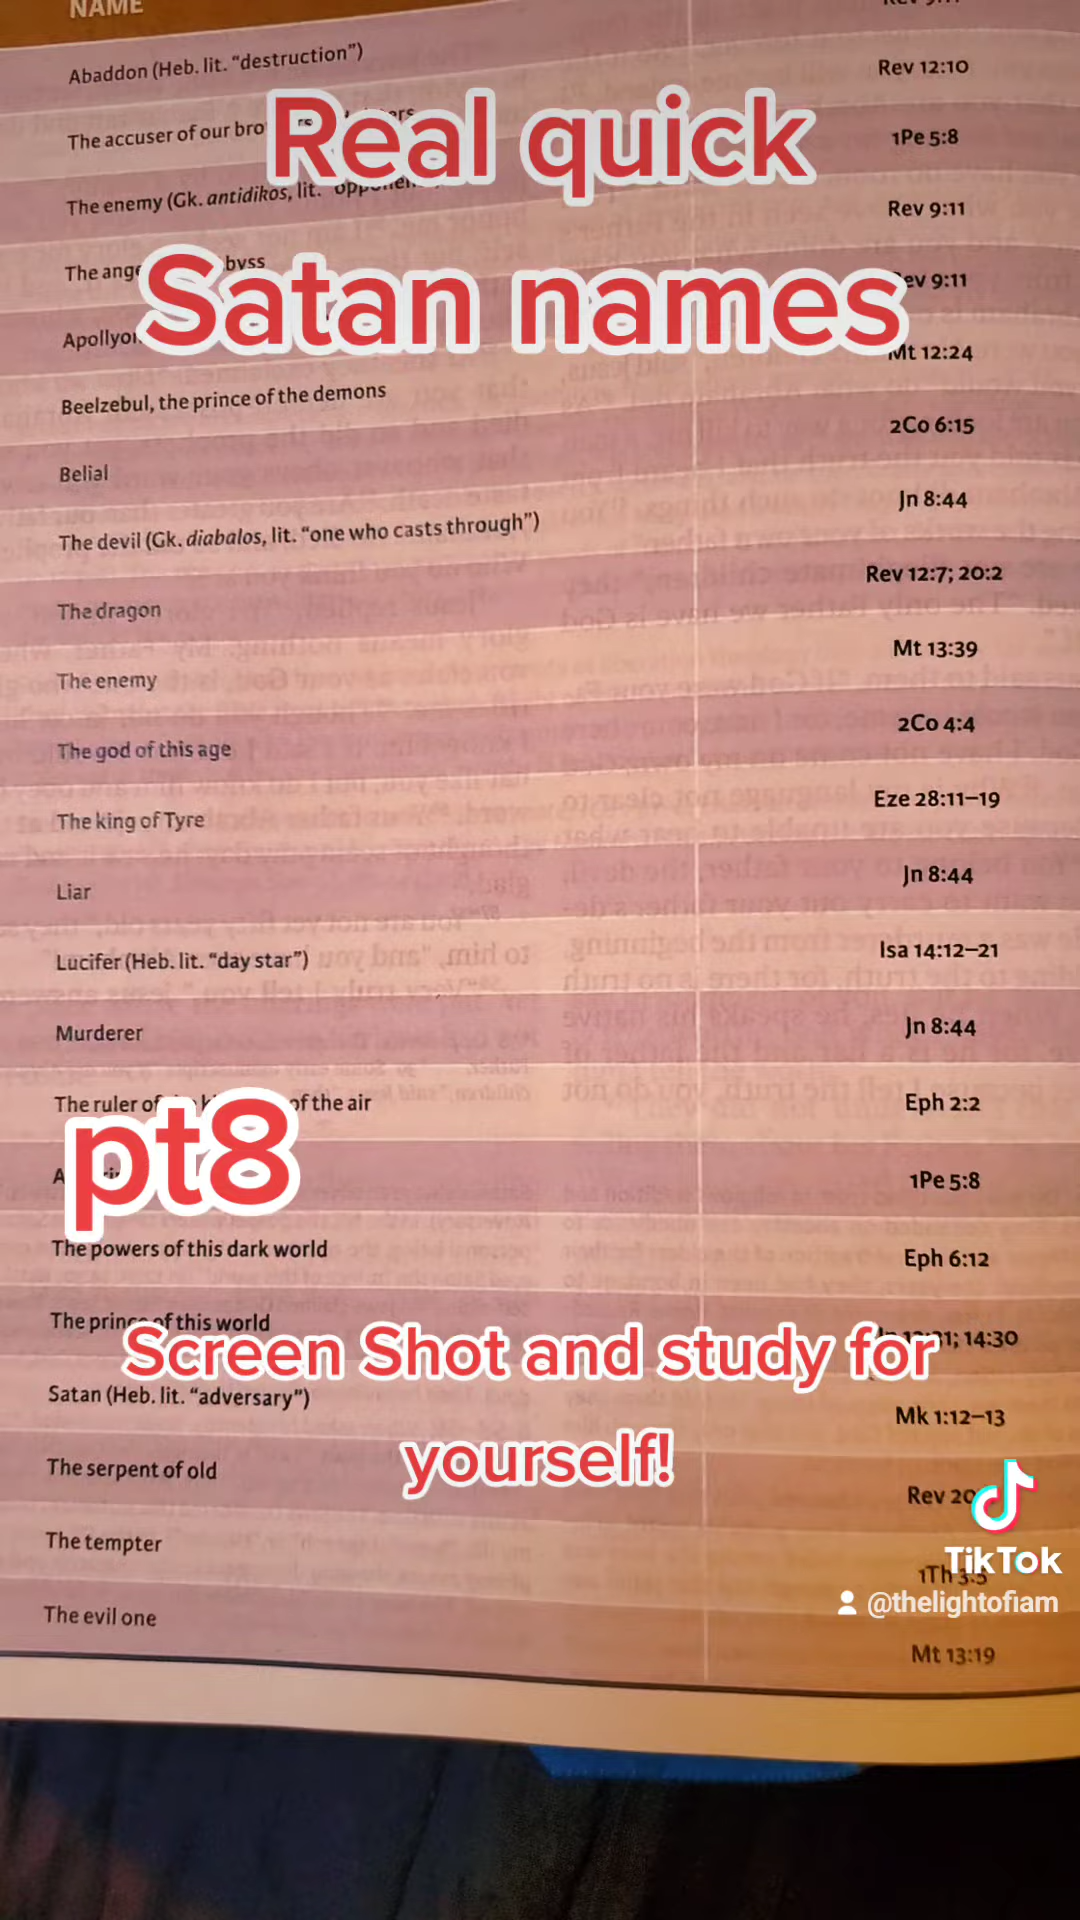 NAME
Abaddon (Heb. lit. “destruction”)
Rev 12:10
The accuser of our
1Pe 5:8
The enemy (Gk. antidikos, lit.
Rev 9:11
The
Rev 9:11
Mt 12:24
Beelzebul, the prince of the demons
2Co 6:15
Belial
Jn 8:44
The devil (Gk. diabalos, lit. “one who casts through”)
Rev 12:7; 20:2
The dragon
Mt 13:39
The enemy
2Co 4:4
The god of this age
Eze 28:11–19
The king of Tyre
Jn 8:44
Liar
Isa 14:12–21
Lucifer (Heb. lit. “day star”)
Jn 8:44
Murderer
Eph 2:2
The ruler of of the air
1Pe 5:8
Eph 6:12
The powers of this dark world
14:30
The prince of this world
Mk 1:12–13
Satan (Heb. lit. “adversary”)
Rev
The serpent of old
1Th 3:5
The tempter
Mt 13:19
The evil one
Real quick
Satan names
pt8
Screen Shot and study for
yourself!
TikTok
@thelightofiam